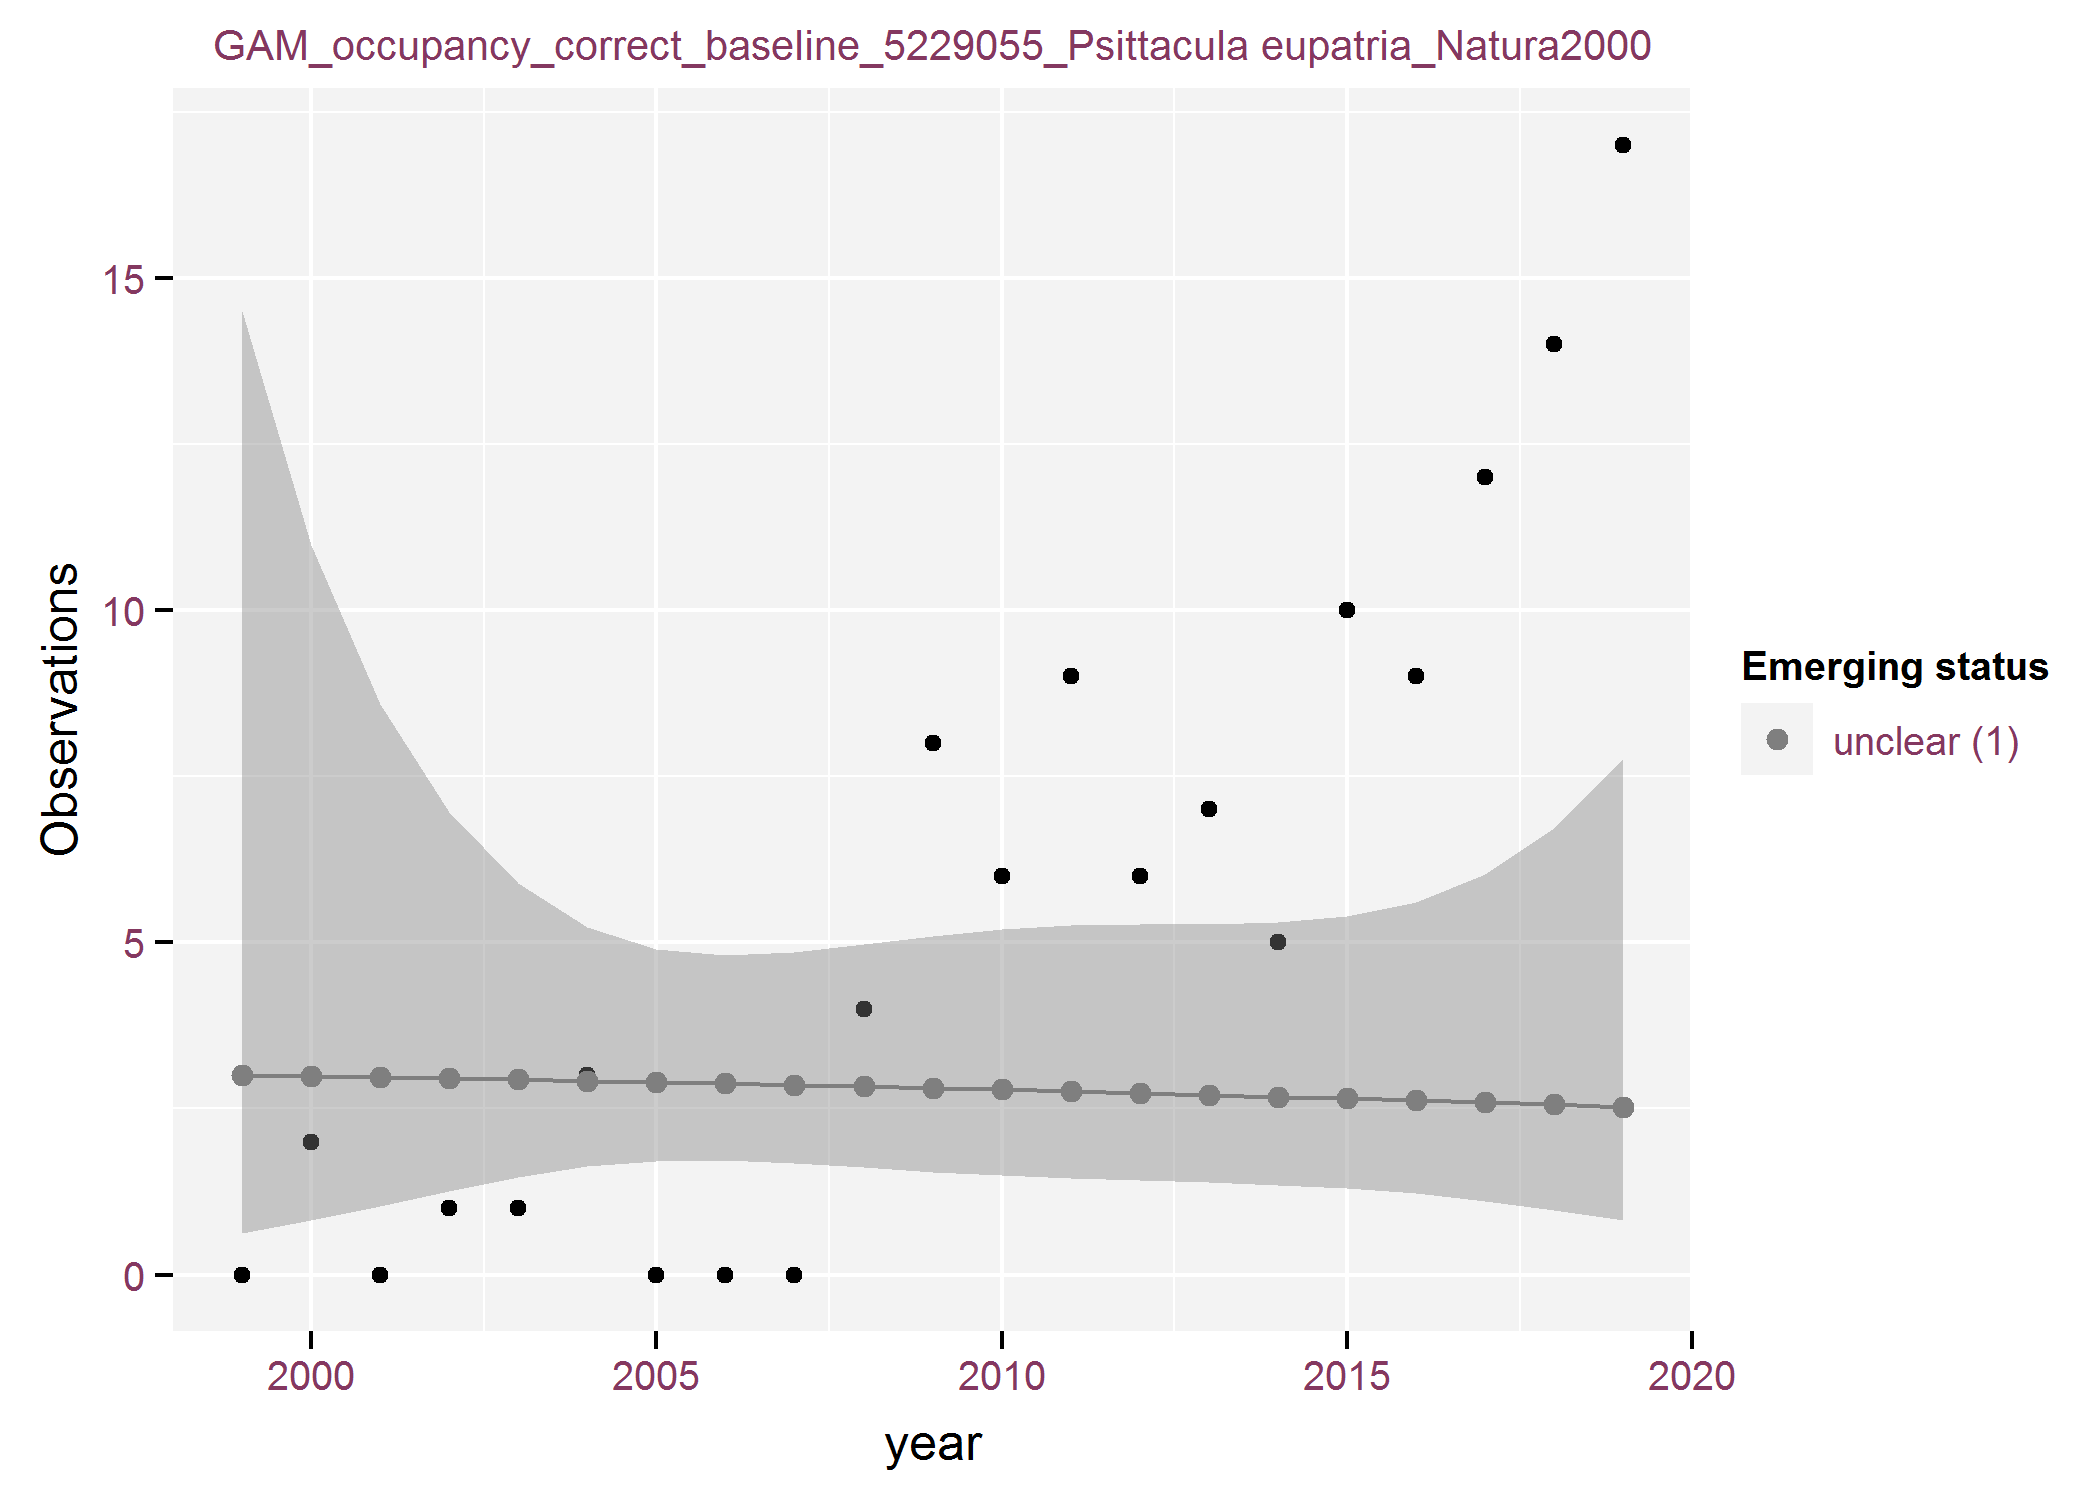 GAM_occupancy_correct_baseline_5229055_Psittacula eupatria_Natura2000
15
10
5
0
Observations
2000 2005 2010 2015 2020
year
Emerging status
unclear (1)